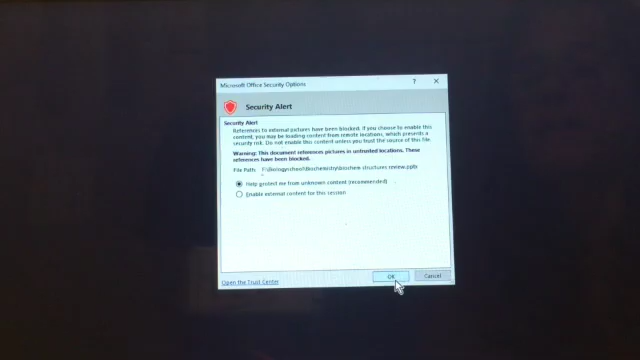 Microsoft Office Security Options
?
Security Alert
Security Alert
References to external pictures have been blocked. If you choose to enable this
content, you may be loading content from remote locations, which presents a
security risk. Do not enable this content unless you trust the source of this file.
Warning: This document references pictures in untrusted locations. These
references have been blocked.
File Path: structures review.pptx
Help protect me from unknown content (recommended)
Enable external content for this session
Open the Trust Center
OK
Cancel